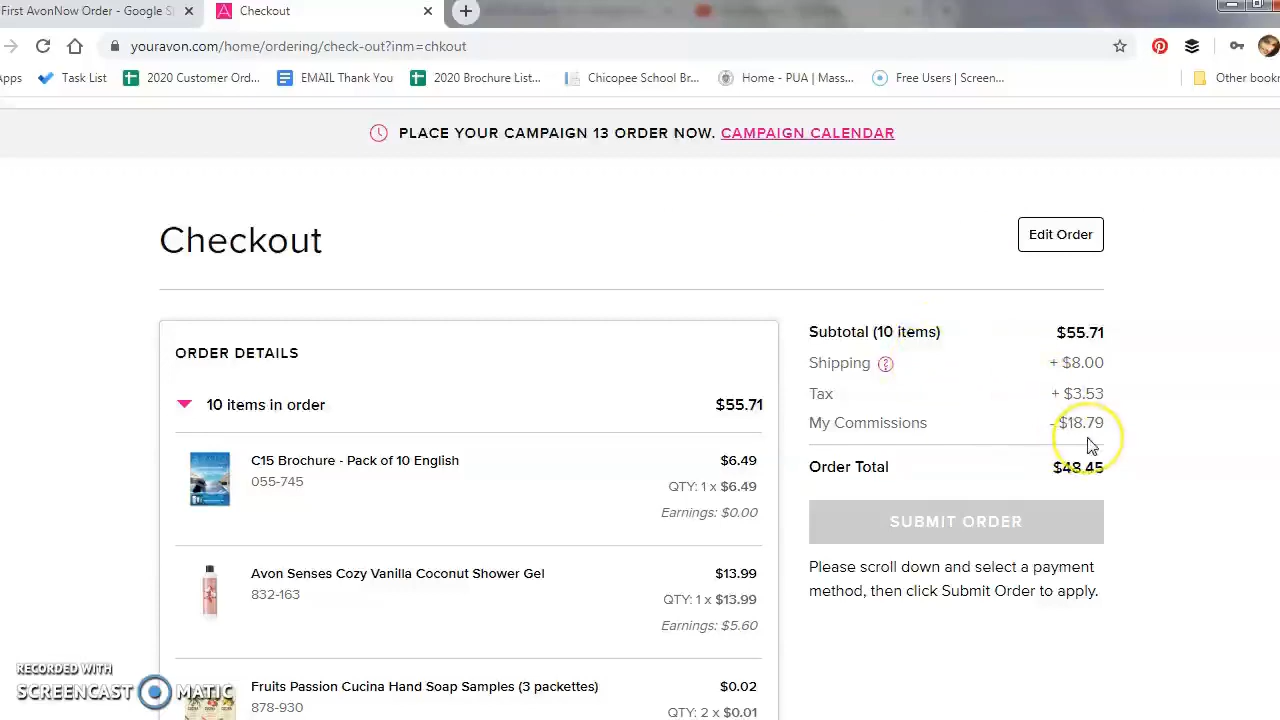 First AvonNow Order - Google S
Checkout
youravon.com/home/ordering/check-out?inm=chkout
Apps
Task List
2020 Customer Ord...
EMAIL Thank You
2020 Brochure List...
Chicopee School Br...
Home - PUA | Mass...
Free Users | Screen...
Other bookr
PLACE YOUR CAMPAIGN 13 ORDER NOW. CAMPAIGN CALENDAR
Checkout
Edit Order
ORDER DETAILS
10 items in order $55.71
C15 Brochure - Pack of 10 English $6.49
055-745
QTY: 1 x $6.49
Earnings: $0.00
Avon Senses Cozy Vanilla Coconut Shower Gel $13.99
832-163
QTY: 1 x $13.99
Earnings: $5.60
Fruits Passion Cucina Hand Soap Samples (3 packettes) $0.02
878-930
QTY: 2 x $0.01
Subtotal (10 items) $55.71
Shipping + $8.00
Tax + $3.53
My Commissions - $18.79
Order Total $48.45
SUBMIT ORDER
Please scroll down and select a payment
method, then click Submit Order to apply.
RECORDED WITH
SCREENCAST MATIC